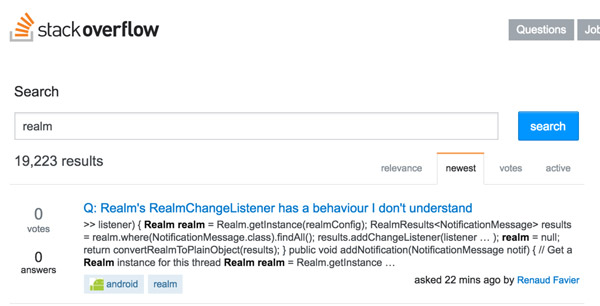 stackoverflow
Questions
Job
Search
realm
search
19,223 results
relevance
newest
votes
active
0
votes
0
answers
Q: Realm's RealmChangeListener has a behaviour I don't understand
>> listener) { Realm realm = Realm.getInstance(realmConfig); RealmResults<NotificationMessage> results
= realm.where(NotificationMessage.class).findAll(); results.addChangeListener(listener … ); realm = null;
return convertRealmToPlainObject(results); } public void addNotification(NotificationMessage notif) { // Get a
Realm instance for this thread Realm realm = Realm.getInstance …
android
realm
asked 22 mins ago by Renaud Favier